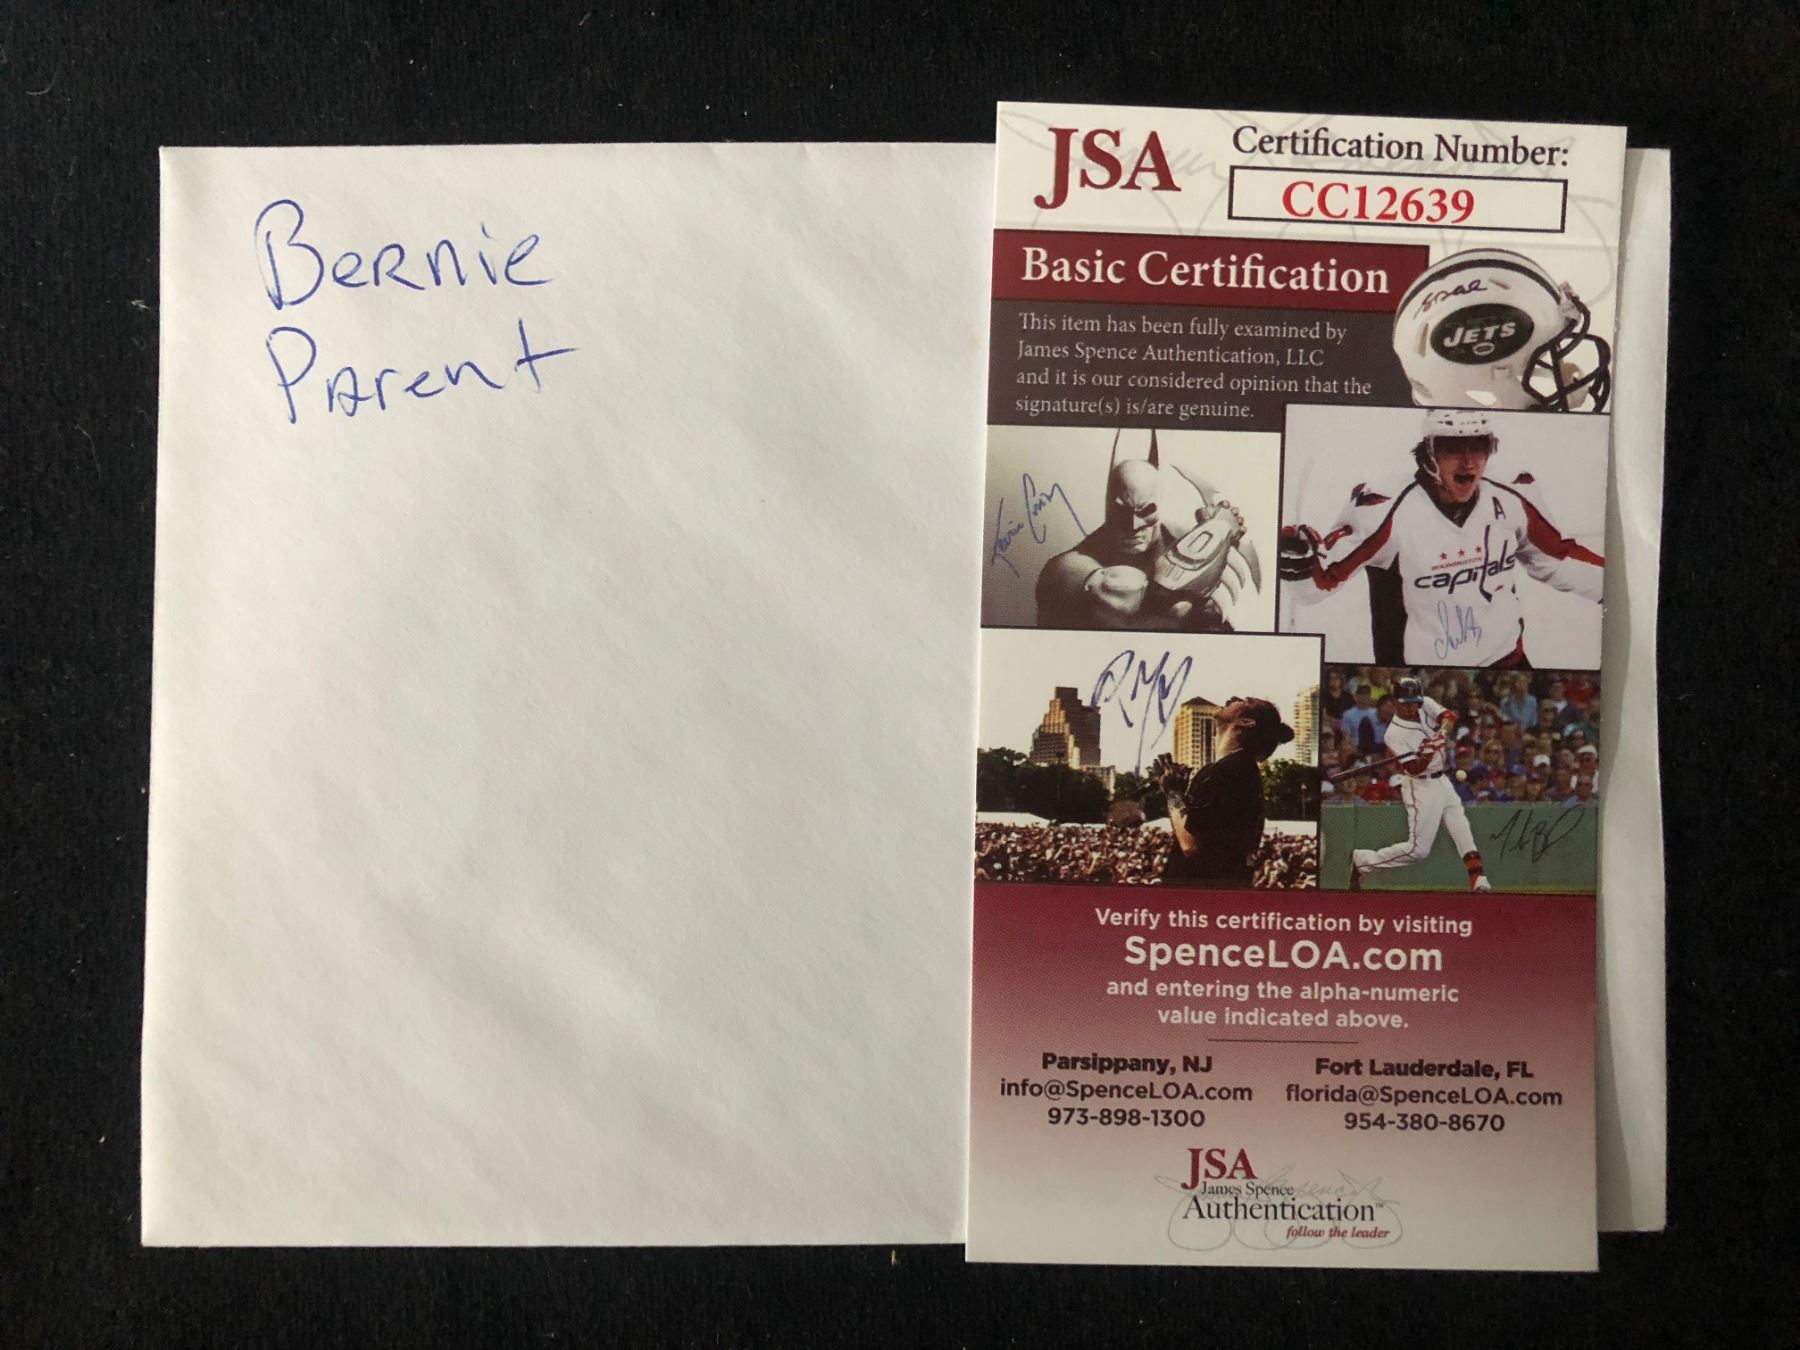 Bernie
Parent
JSA
Certification Number:
CC12639
Basic Certification
This item has been fully examined by
James Spence Authentication, LLC
and it is our considered opinion that the
signature(s) is/are genuine.
JETS
A
capitals
Verify this certification by visiting
SpenceLOA.com
and entering the alpha-numeric
value indicated above.
Parsippany, NJ
info@SpenceLOA.com
973-898-1300
Fort Lauderdale, FL
florida@SpenceLOA.com
954-380-8670
JSA
James Spence
Authentication™
follow the leader